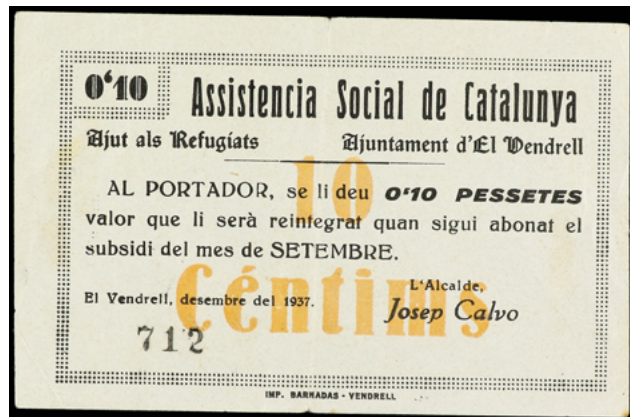 0'10 Assistencia Social de Catalunya
Ajut als Refugiats Ajuntament d'El Vendrell
10
AL PORTADOR, se li deu 0'10 PESSETES
valor que li serà reintegrat quan sigui abonat el
subsidi del mes de SETEMBRE.
Céntims
L'Alcalde,
El Vendrell, desembre del 1937. Josep Calvo
712
IMP. BARNADAS - VENDRELL